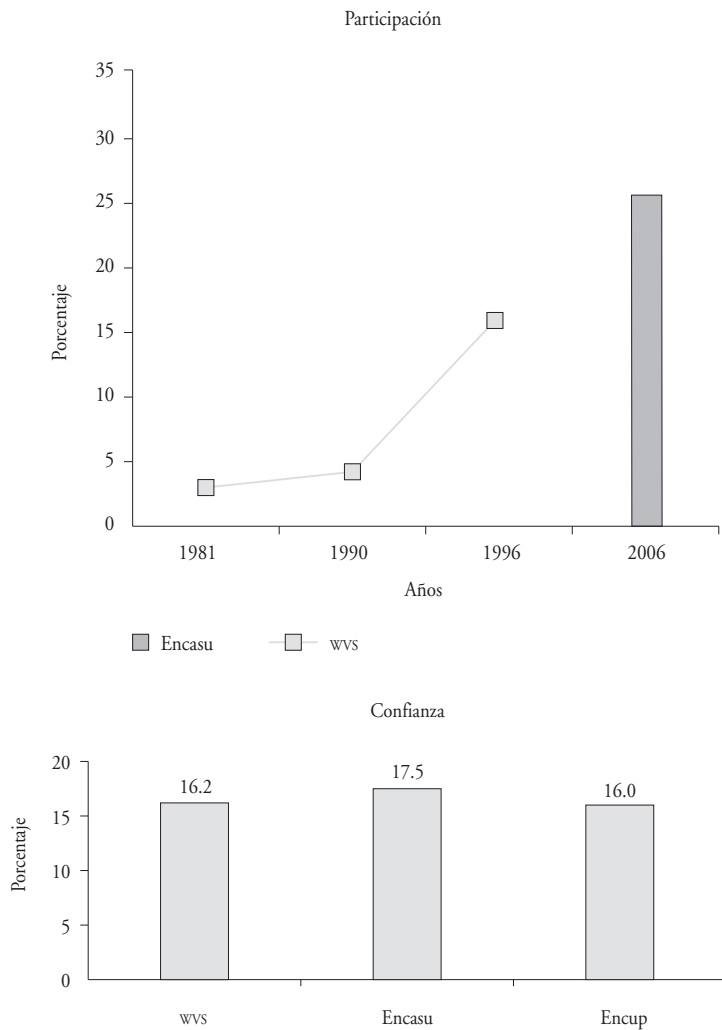 Participación
35
30
25
20
15
10
5
0
Porcentaje
1981 1990 1996 2006
Años
Encasu wvs
Confianza
20
15
10
5
0
Porcentaje
16.2 17.5 16.0
wvs Encasu Encup